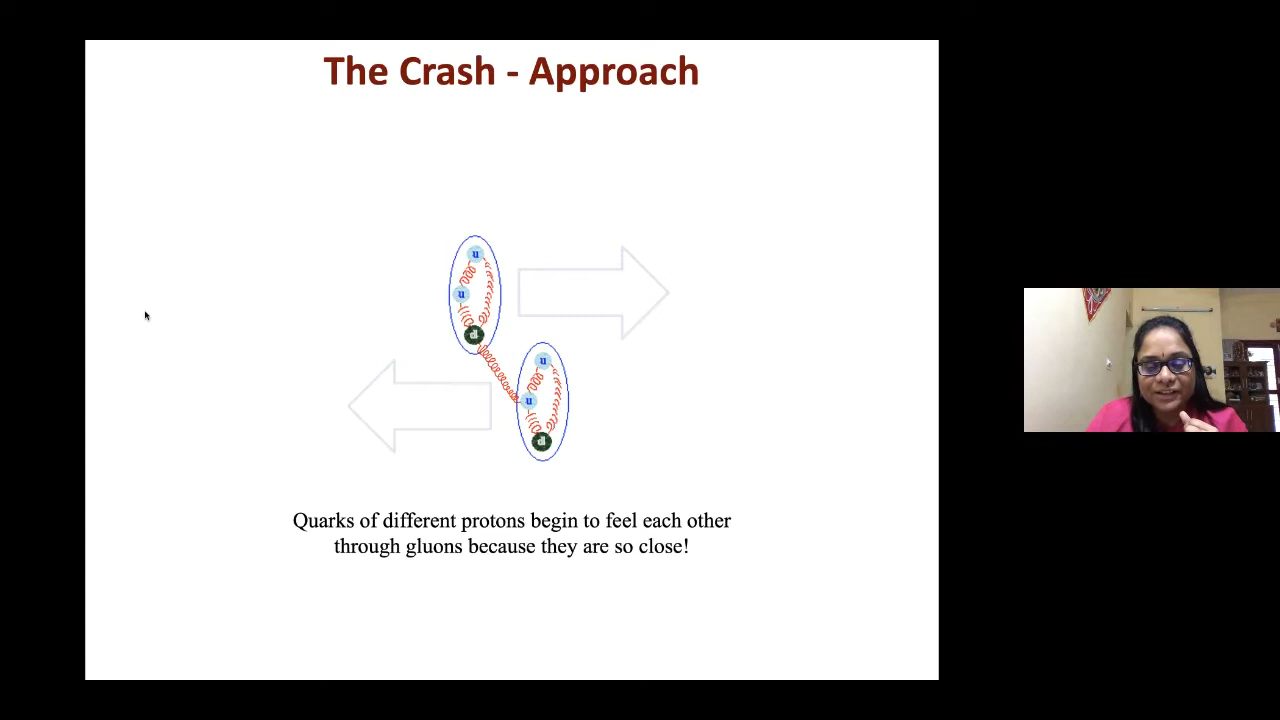 The Crash - Approach
u
u
d
u
u
d
Quarks of different protons begin to feel each other
through gluons because they are so close!